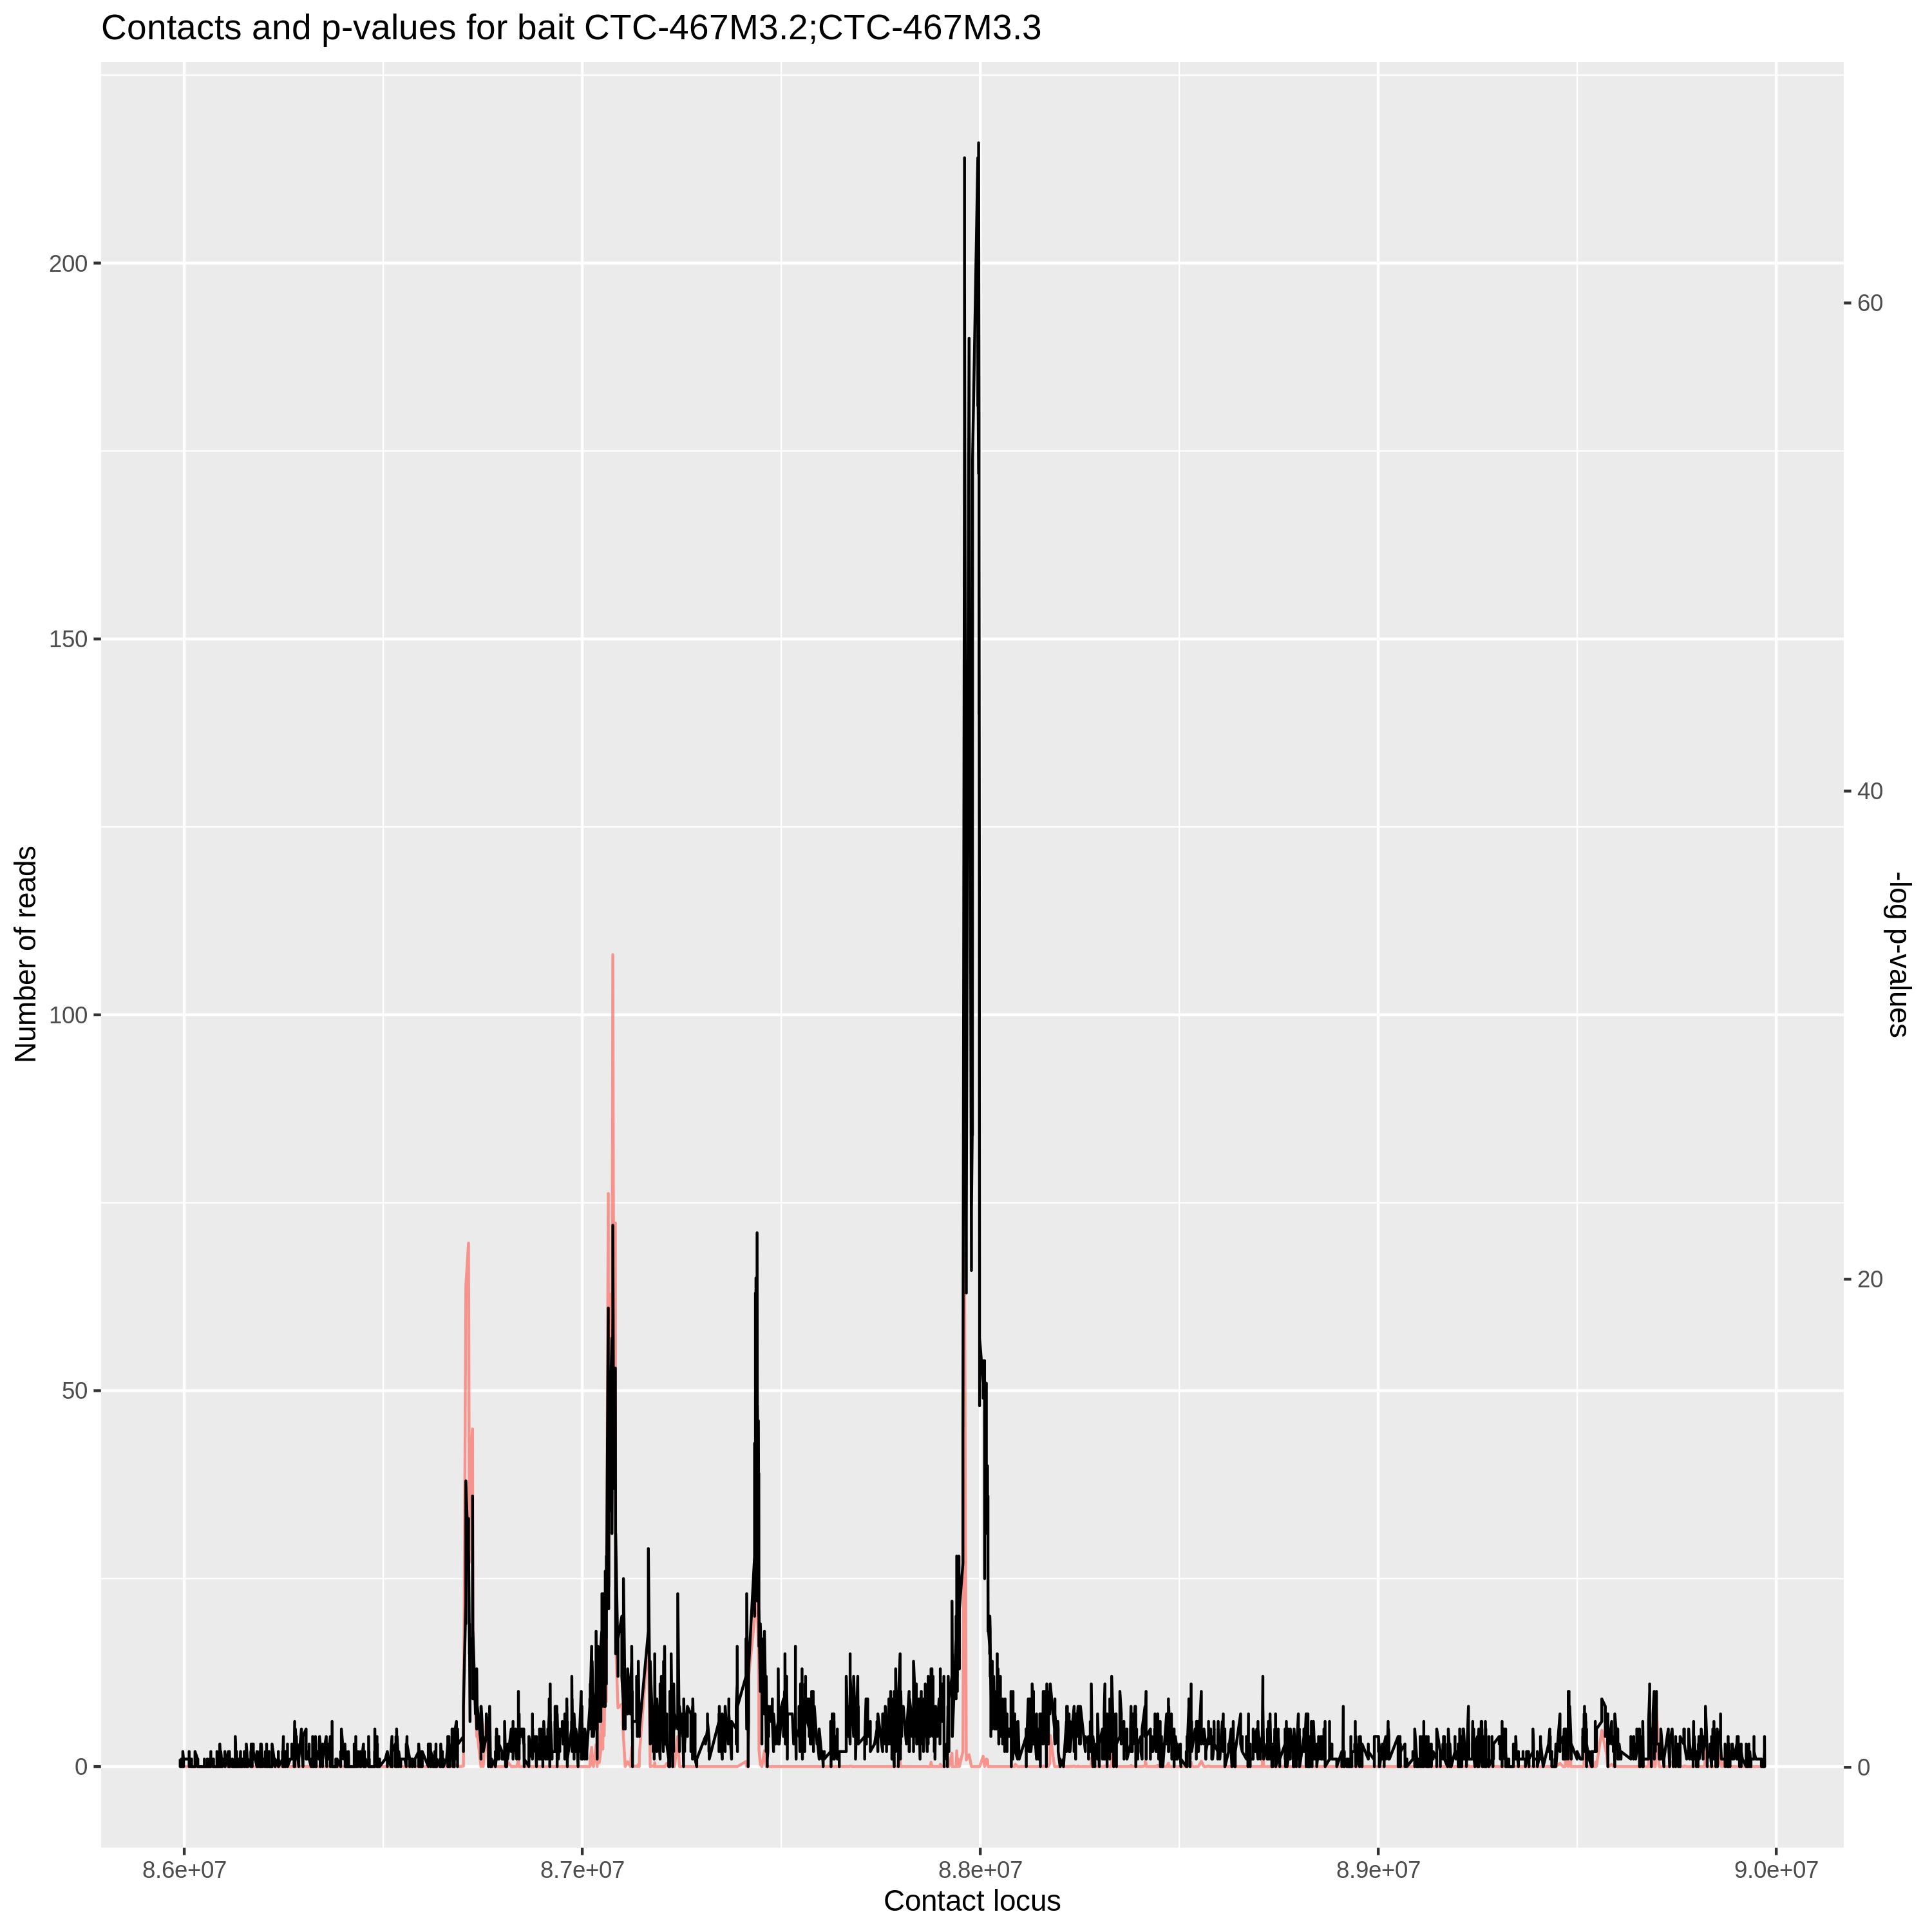 Contacts and p-values for bait CTC-467M3.2;CTC-467M3.3
Number of reads
200
150
100
50
0
60
40
20
0
-log p-values
8.6e+07 8.7e+07 8.8e+07 8.9e+07 9.0e+07
Contact locus